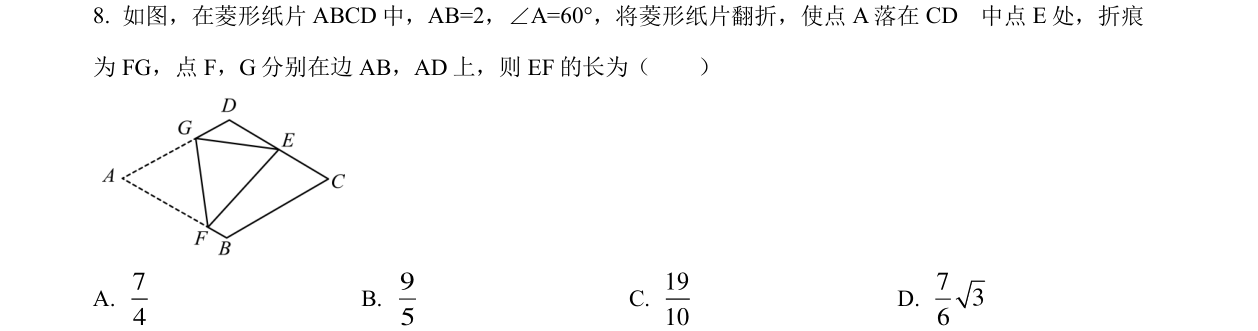 8. 如图，在菱形纸片 ABCD 中，AB=2，∠A=60°，将菱形纸片翻折，使点 A 落在 CD 中点 E 处，折痕
为 FG，点 F，G 分别在边 AB，AD 上，则 EF 的长为（ ）
D
G
E
A
C
F
B
A. 7/4 B. 9/5 C. 19/10 D. 7/6√3